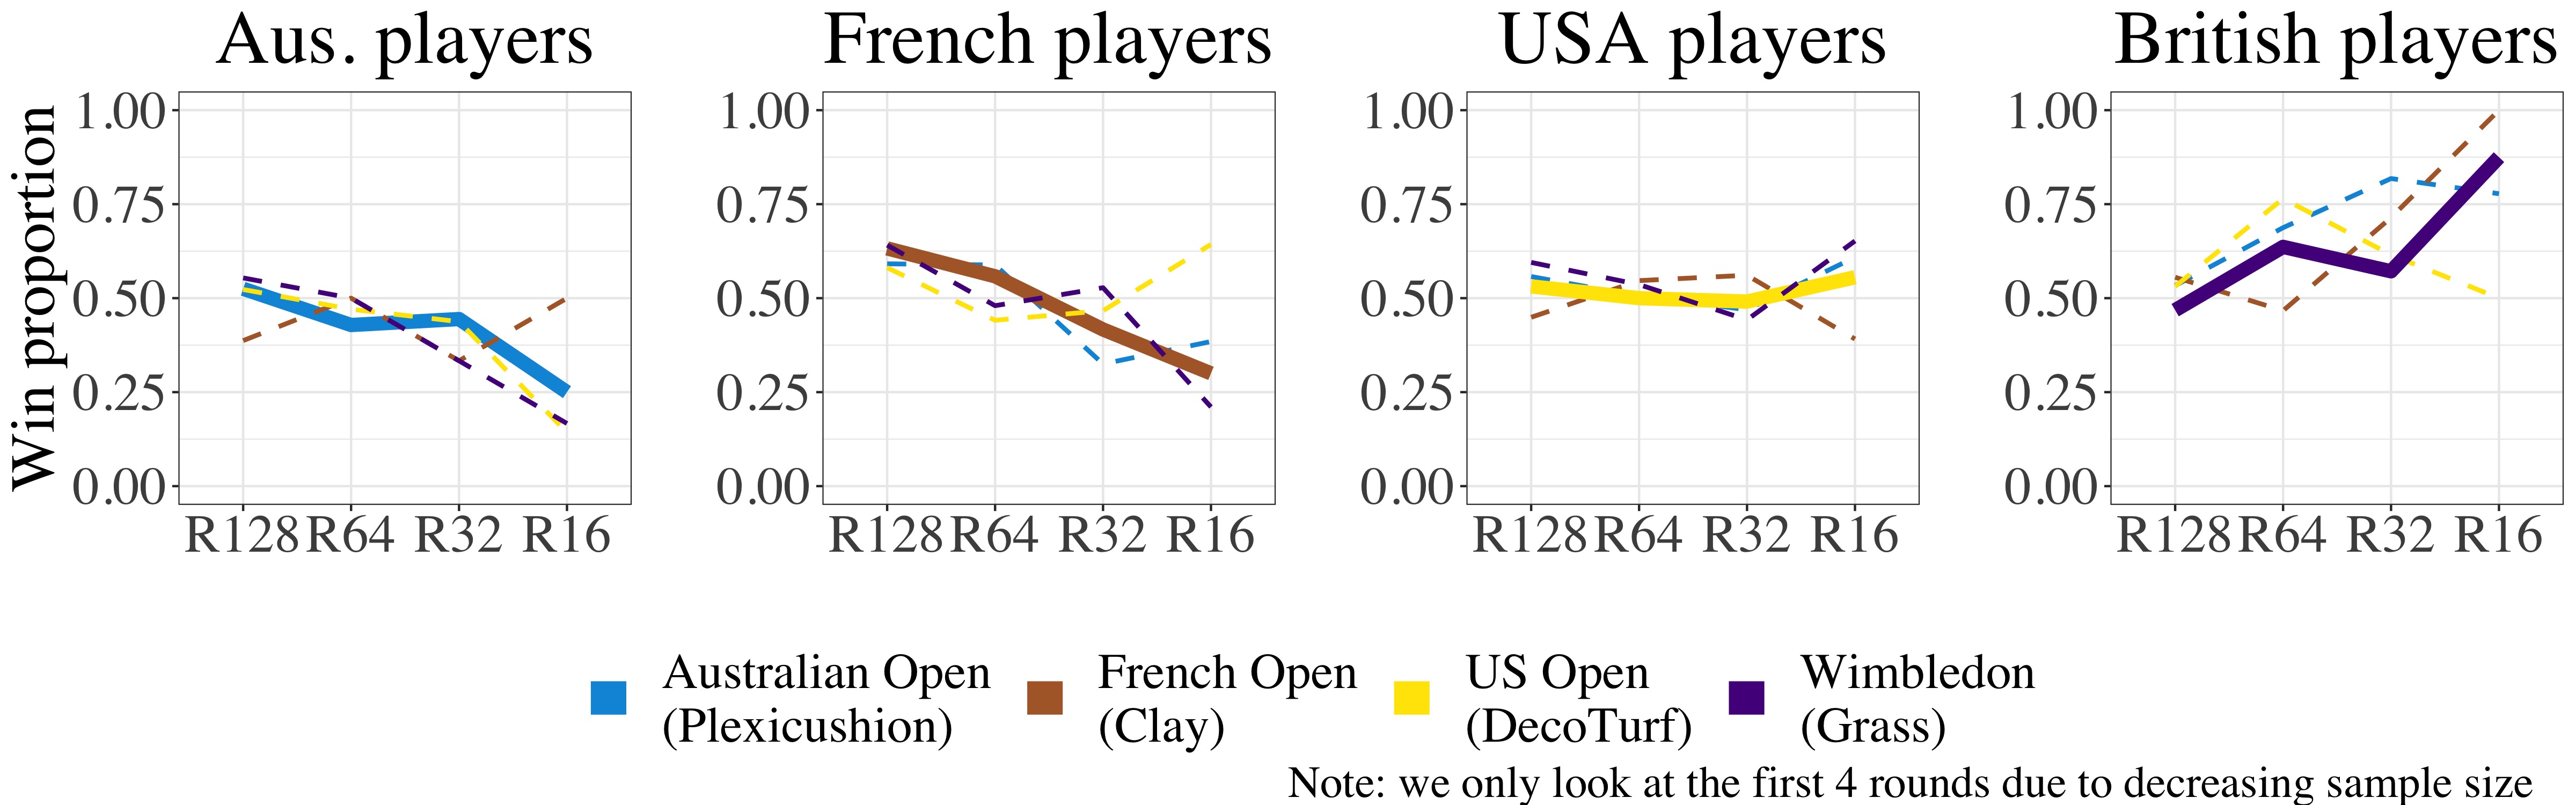 Aus. players French players USA players British players
Win proportion
1.00 1.00 1.00 1.00
0.75 0.75 0.75 0.75
0.50 0.50 0.50 0.50
0.25 0.25 0.25 0.25
0.00 0.00 0.00 0.00
R128 R64 R32 R16 R128 R64 R32 R16 R128 R64 R32 R16 R128 R64 R32 R16
Australian Open French Open US Open Wimbledon
(Plexicushion) (Clay) (DecoTurf) (Grass)
Note: we only look at the first 4 rounds due to decreasing sample size